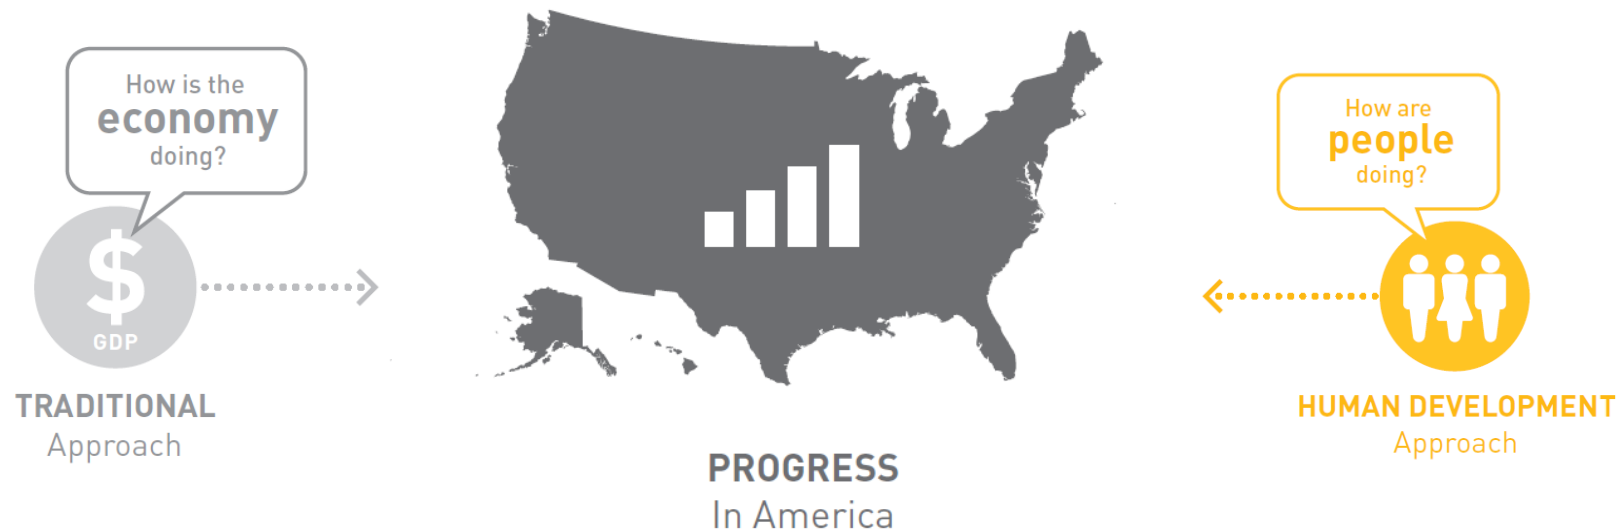 How is the
economy
doing?
$
GDP
TRADITIONAL
Approach
PROGRESS
In America
How are
people
doing?
HUMAN DEVELOPMENT
Approach